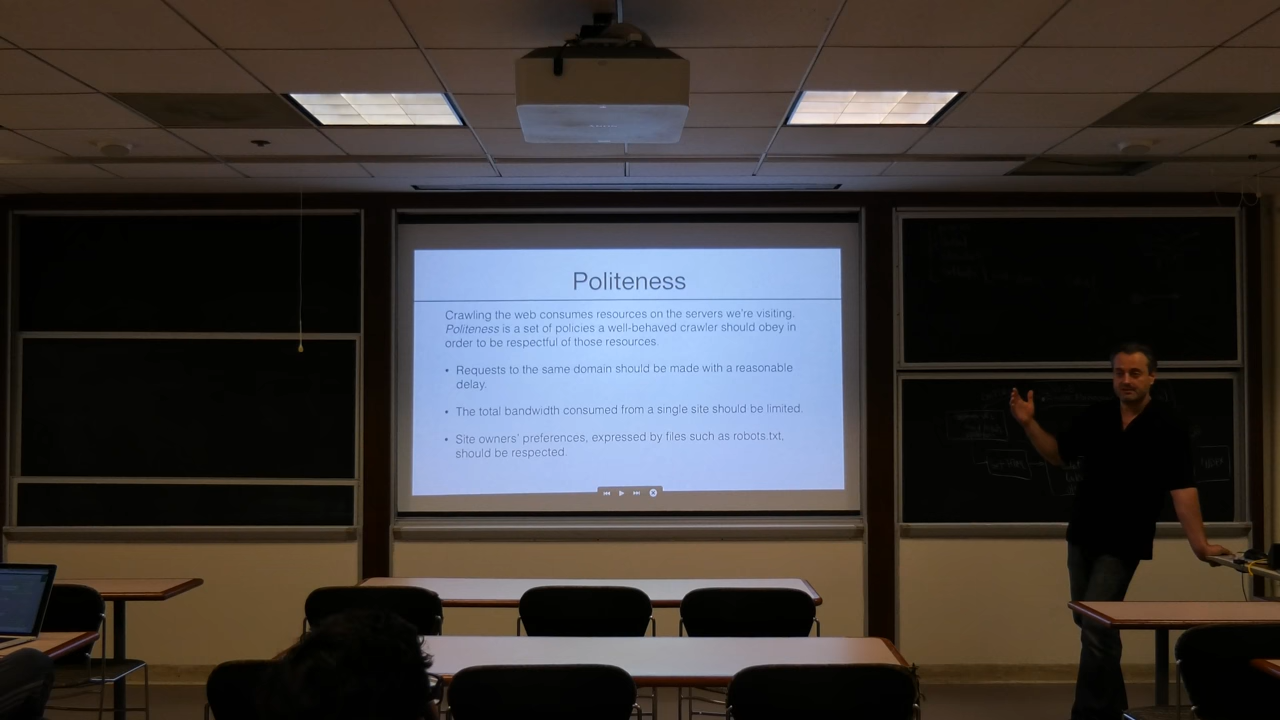 Politeness
Crawling the web consumes resources on the servers we're visiting.
Politeness is a set of policies a well-behaved crawler should obey in
order to be respectful of those resources.
• Requests to the same domain should be made with a reasonable
delay.
• The total bandwidth consumed from a single site should be limited.
• Site owners' preferences, expressed by files such as robots.txt,
should be respected.